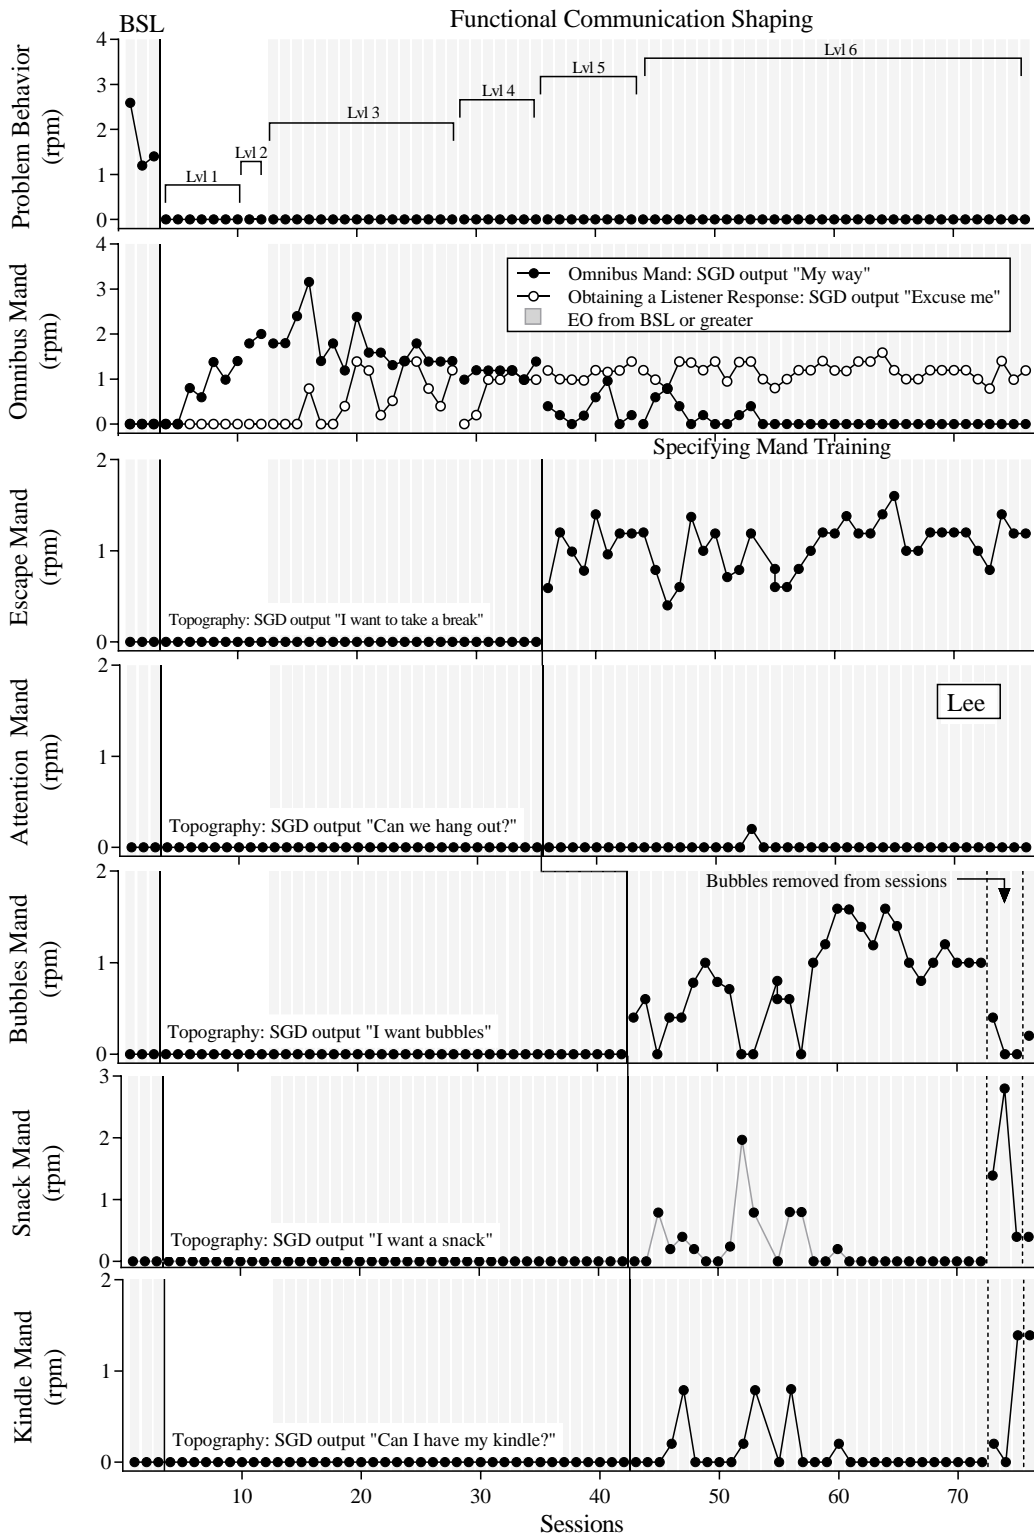 BSL
Functional Communication Shaping
Problem Behavior
(rpm)
4
3
2
1
0
Lvl 1
Lvl 2
Lvl 3
Lvl 4
Lvl 5
Lvl 6
Omnibus Mand
(rpm)
4
3
2
1
0
Omnibus Mand: SGD output "My way"
Obtaining a Listener Response: SGD output "Excuse me"
EO from BSL or greater
Specifying Mand Training
Escape Mand
(rpm)
2
1
0
Topography: SGD output "I want to take a break"
Attention Mand
(rpm)
2
1
0
Lee
Topography: SGD output "Can we hang out?"
Bubbles Mand
(rpm)
2
1
0
Bubbles removed from sessions
Topography: SGD output "I want bubbles"
Snack Mand
(rpm)
3
2
1
0
Topography: SGD output "I want a snack"
Kindle Mand
(rpm)
2
1
0
Topography: SGD output "Can I have my kindle?"
10 20 30 40 50 60 70
Sessions